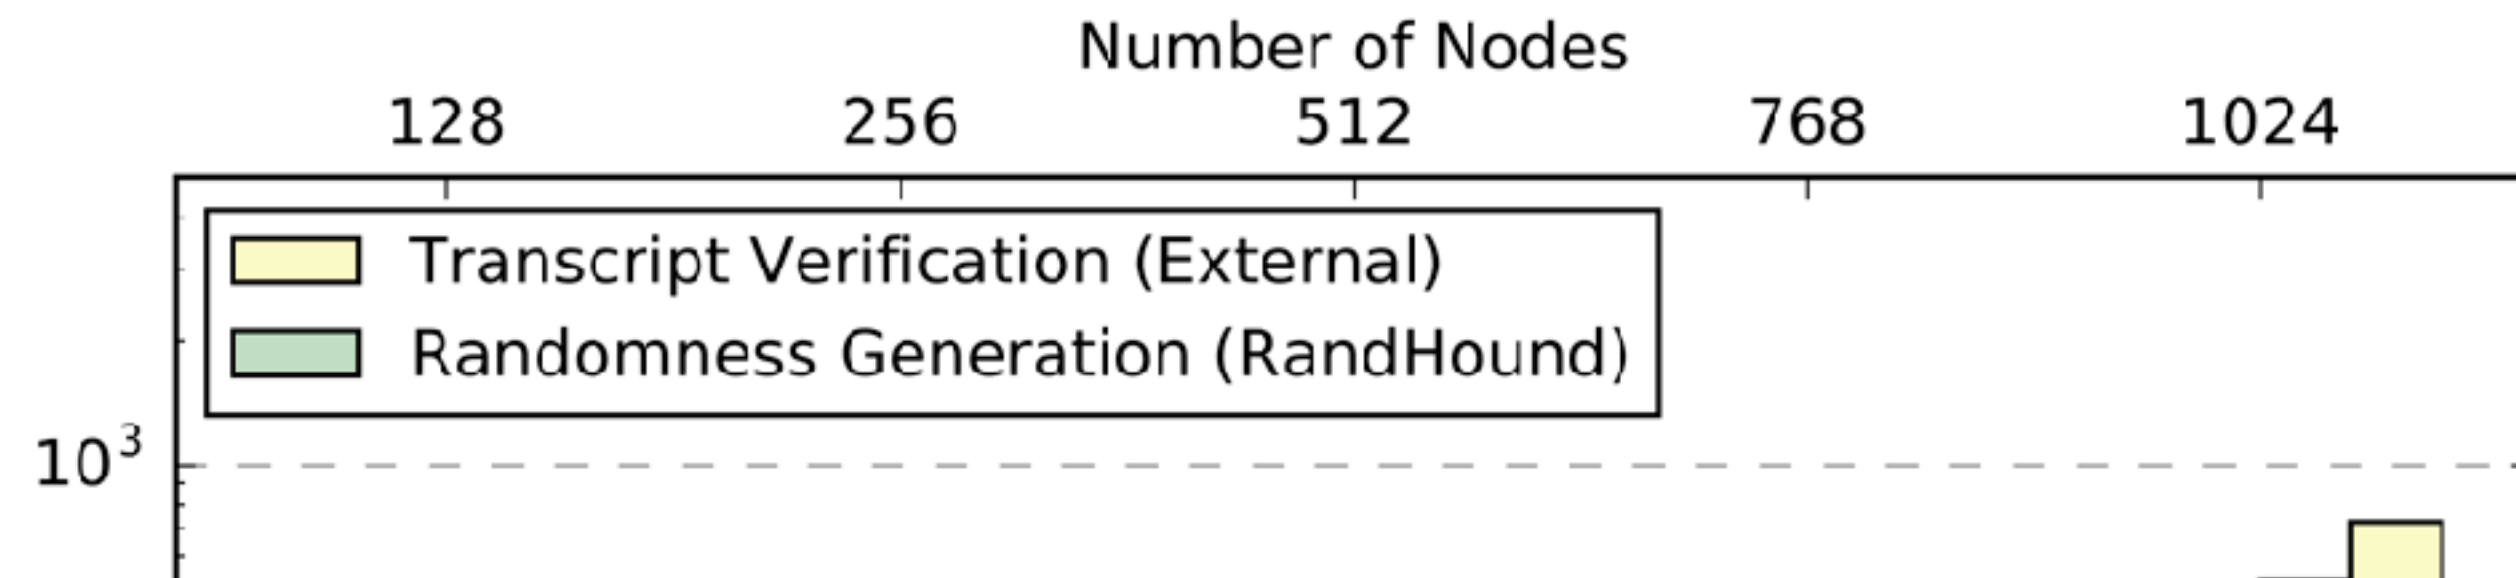 Number of Nodes
128 256 512 768 1024
Transcript Verification (External)
Randomness Generation (RandHound)
10³